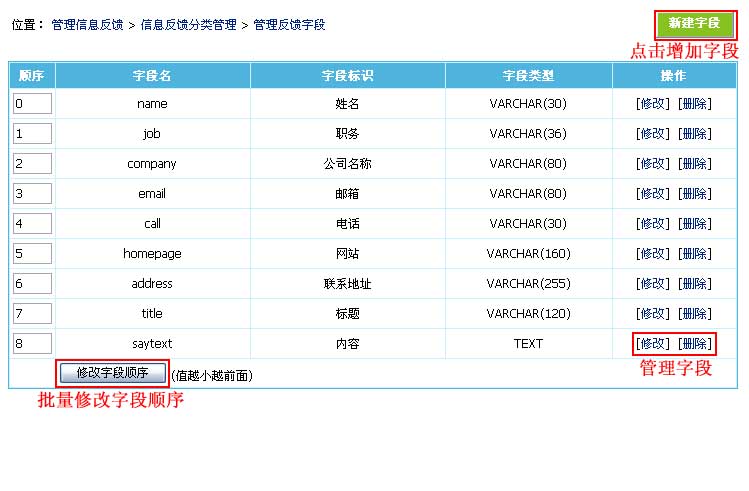 位置： 管理信息反馈 > 信息反馈分类管理 > 管理反馈字段
新建字段
点击增加字段
顺序 字段名 字段标识 字段类型 操作
0 name 姓名 VARCHAR(30) [修改] [删除]
1 job 职务 VARCHAR(36) [修改] [删除]
2 company 公司名称 VARCHAR(80) [修改] [删除]
3 email 邮箱 VARCHAR(80) [修改] [删除]
4 call 电话 VARCHAR(30) [修改] [删除]
5 homepage 网站 VARCHAR(160) [修改] [删除]
6 address 联系地址 VARCHAR(255) [修改] [删除]
7 title 标题 VARCHAR(120) [修改] [删除]
8 saytext 内容 TEXT [修改] [删除]
修改字段顺序 (值越小越前面)
管理字段
批量修改字段顺序